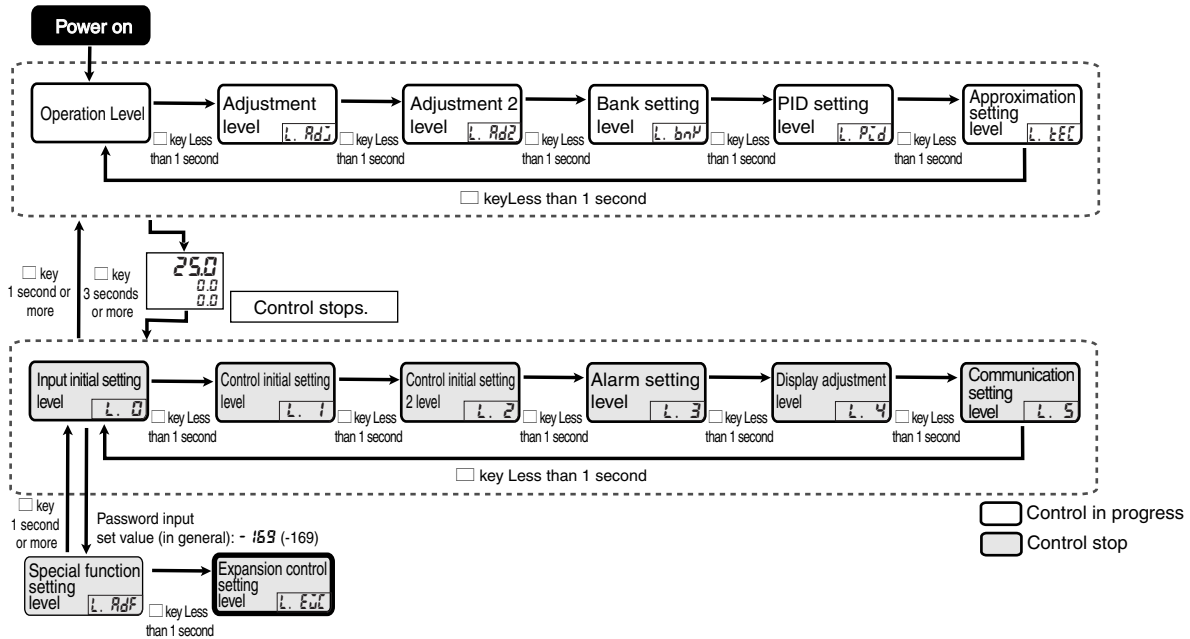 Power on
Operation Level
Adjustment
level
L. AdJ
Adjustment 2
level
L. Ad2
Bank setting
level
L. bnK
PID setting
level
L. Pid
Approximation
setting
level
L. tEC
□ key Less
than 1 second
□ key Less
than 1 second
□ key Less
than 1 second
□ key Less
than 1 second
□ key Less
than 1 second
□ keyLess than 1 second
□ key
1 second or
more
□ key
3 seconds
or more
25.0
0.0
0.0
Control stops.
Input initial setting
level
L. 0
Control initial setting
level
L. 1
Control initial setting
2 level
L. 2
Alarm setting
level
L. 3
Display adjustment
level
L. 4
Communication
setting
level
L. 5
□ key Less
than 1 second
□ key Less
than 1 second
□ key Less
than 1 second
□ key Less
than 1 second
□ key Less
than 1 second
□ key Less than 1 second
□ key
1 second
or more
Password input
set value (in general): - 169 (-169)
Special function
setting
level
L. AdF
□ key Less
than 1 second
Expansion control
setting
level
L. EJC
Control in progress
Control stop